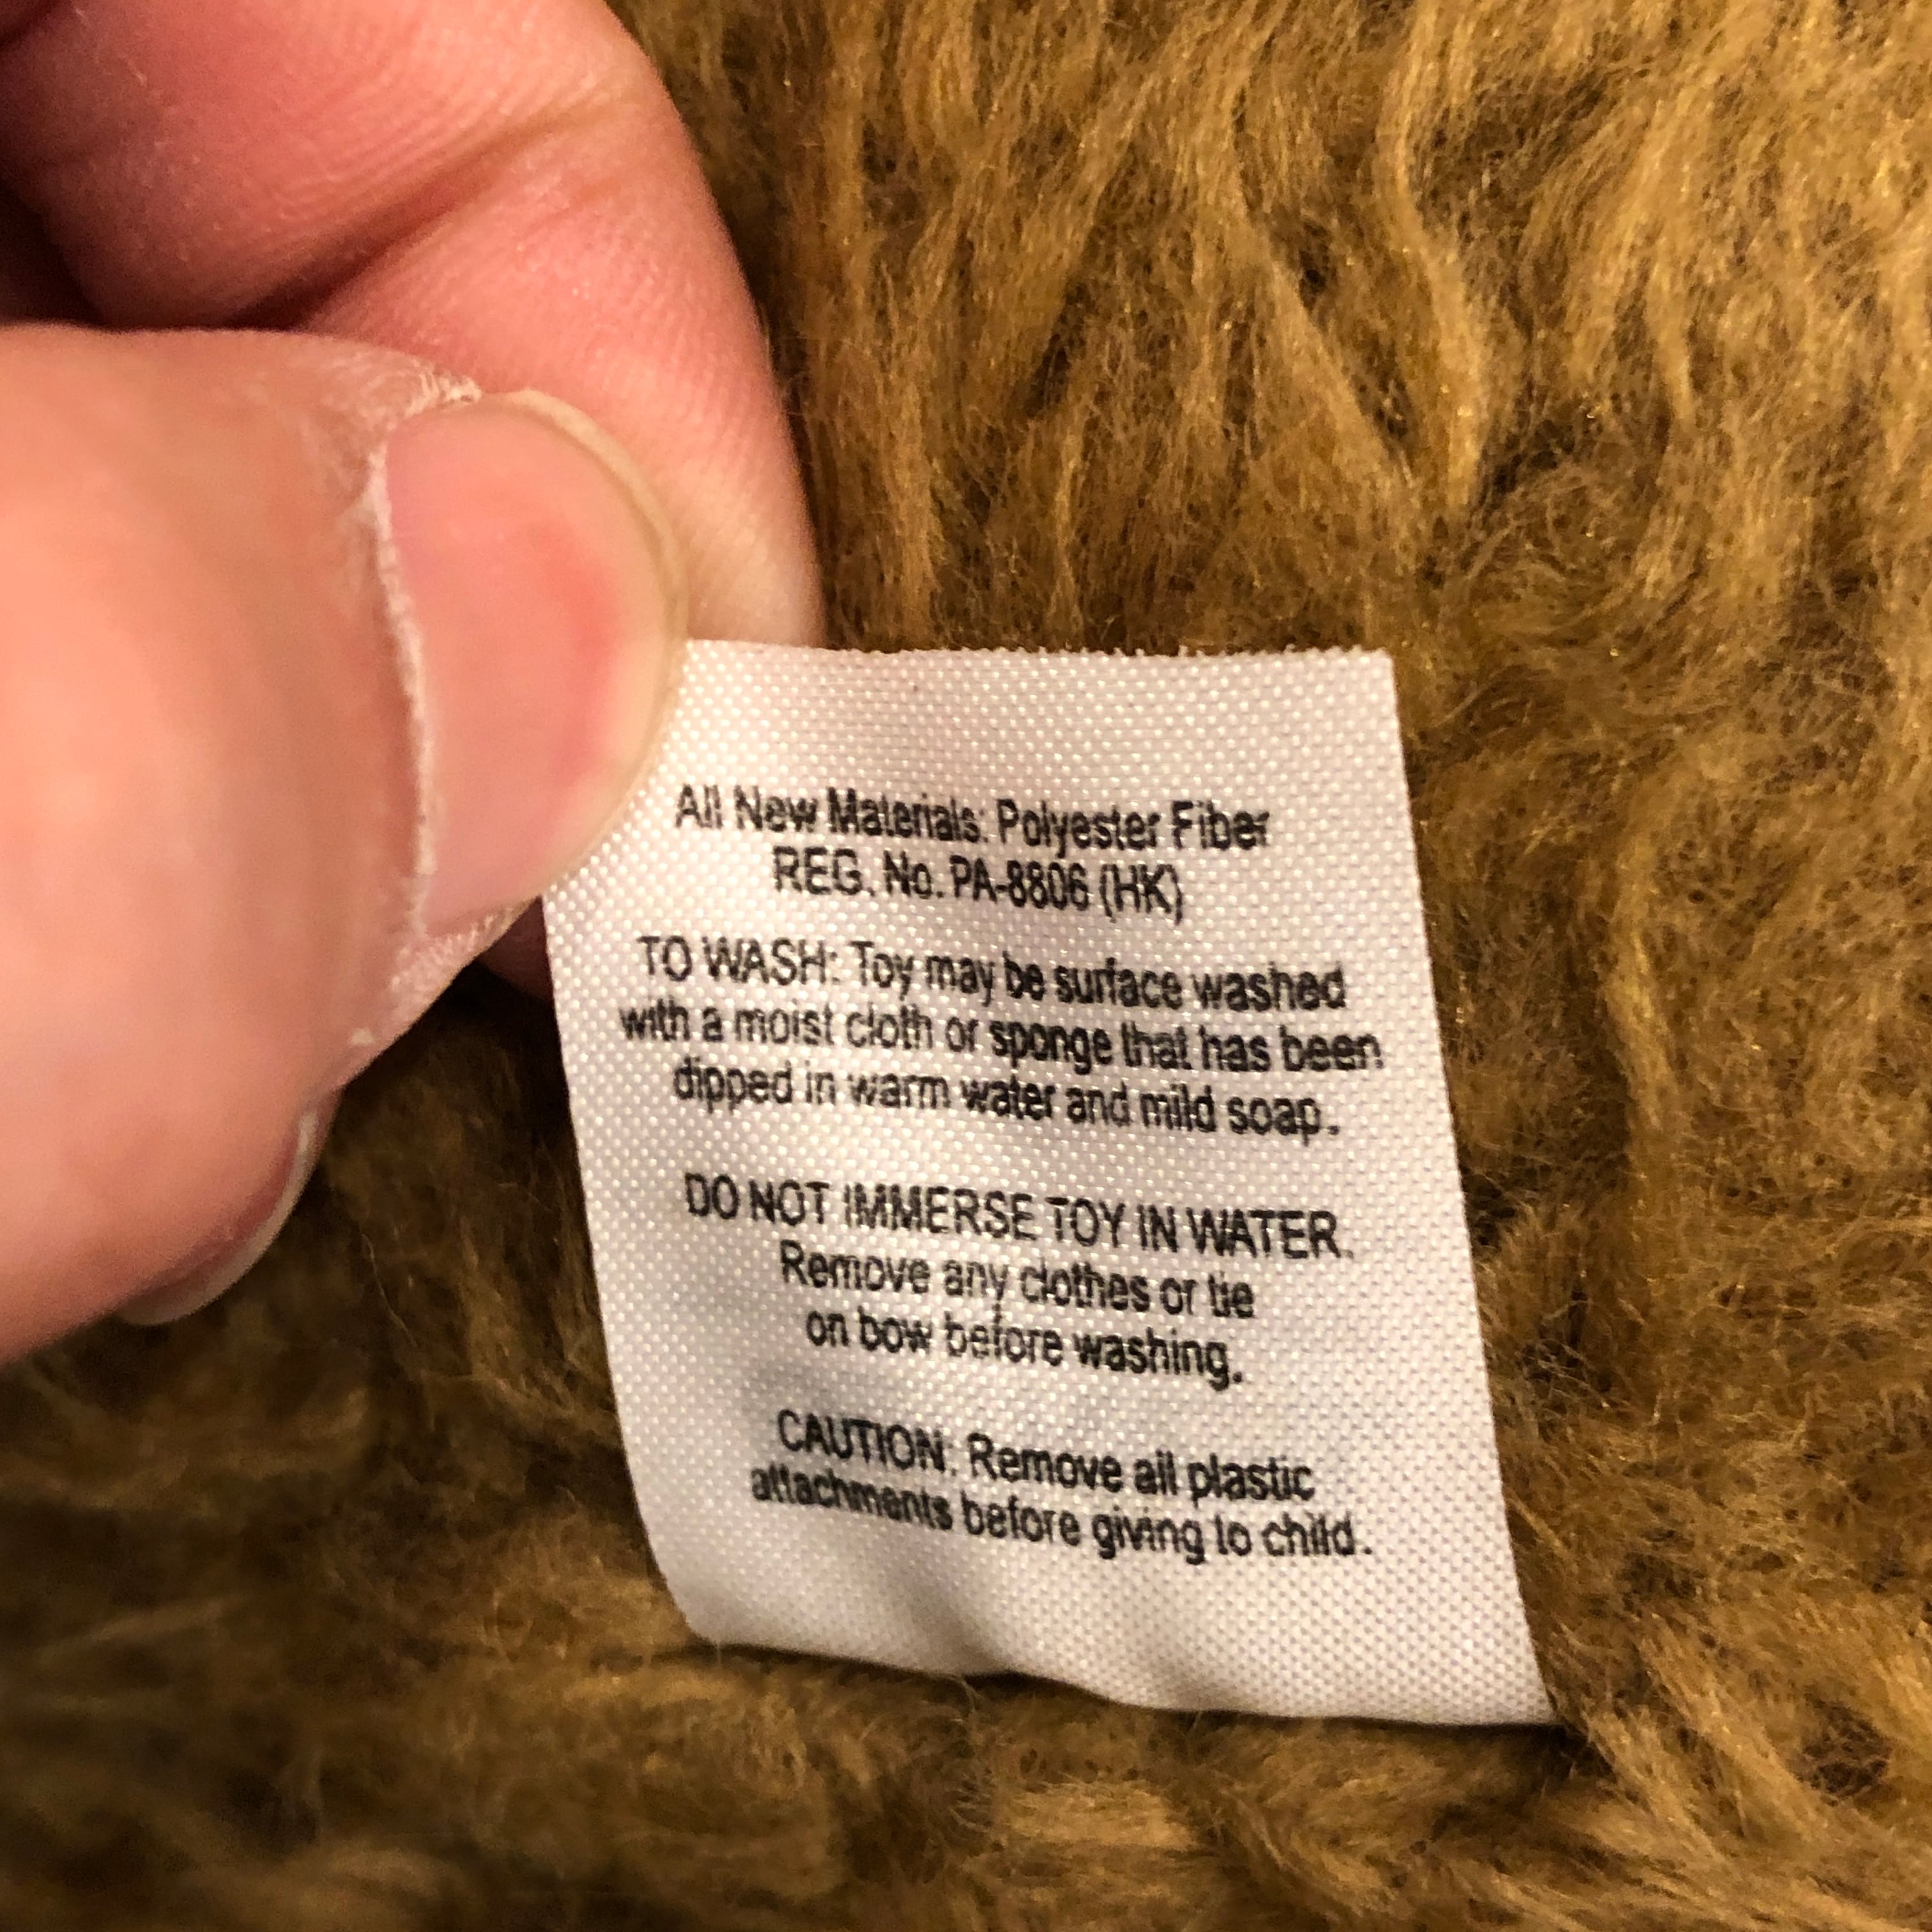 All New Materials: Polyester Fiber
REG. No. PA-8806 (HK)
TO WASH: Toy may be surface washed
with a moist cloth or sponge that has been
dipped in warm water and mild soap.
DO NOT IMMERSE TOY IN WATER.
Remove any clothes or tie
on bow before washing.
CAUTION: Remove all plastic
attachments before giving to child.